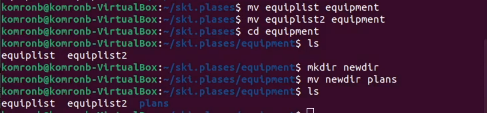 komronb@komronb-VirtualBox:~/ski.plases$ mv equiplist equipment
komronb@komronb-VirtualBox:~/ski.plases$ mv equiplist2 equipment
komronb@komronb-VirtualBox:~/ski.plases$ cd equipment
komronb@komronb-VirtualBox:~/ski.plases/equipment$ ls
equiplist  equiplist2
komronb@komronb-VirtualBox:~/ski.plases/equipment$ mkdir newdir
komronb@komronb-VirtualBox:~/ski.plases/equipment$ mv newdir plans
komronb@komronb-VirtualBox:~/ski.plases/equipment$ ls
equiplist  equiplist2  plans